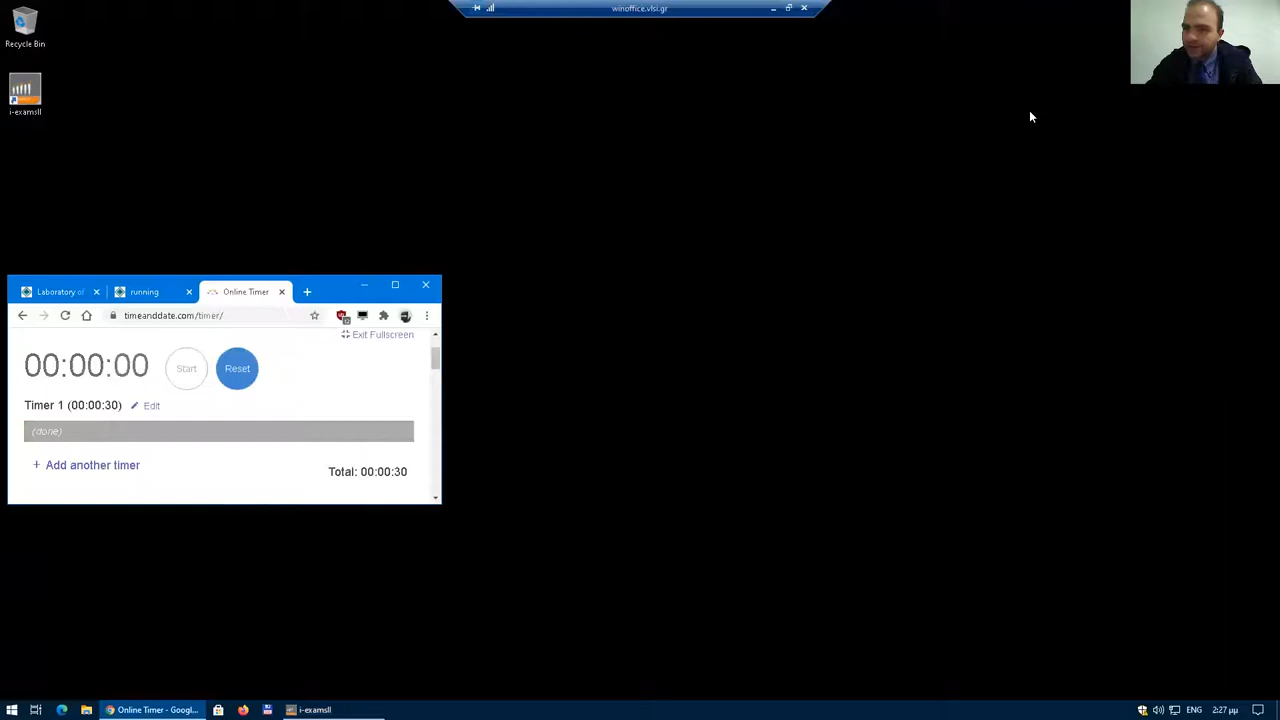 winoffice.vlsi.gr
Recycle Bin
i-examsll
Laboratory of
running
Online Timer
timeanddate.com/timer/
Exit Fullscreen
00:00:00
Start
Reset
Timer 1 (00:00:30)
Edit
(done)
+ Add another timer
Total: 00:00:30
Online Timer - Googl...
i-examsll
ENG
2:27 μμ